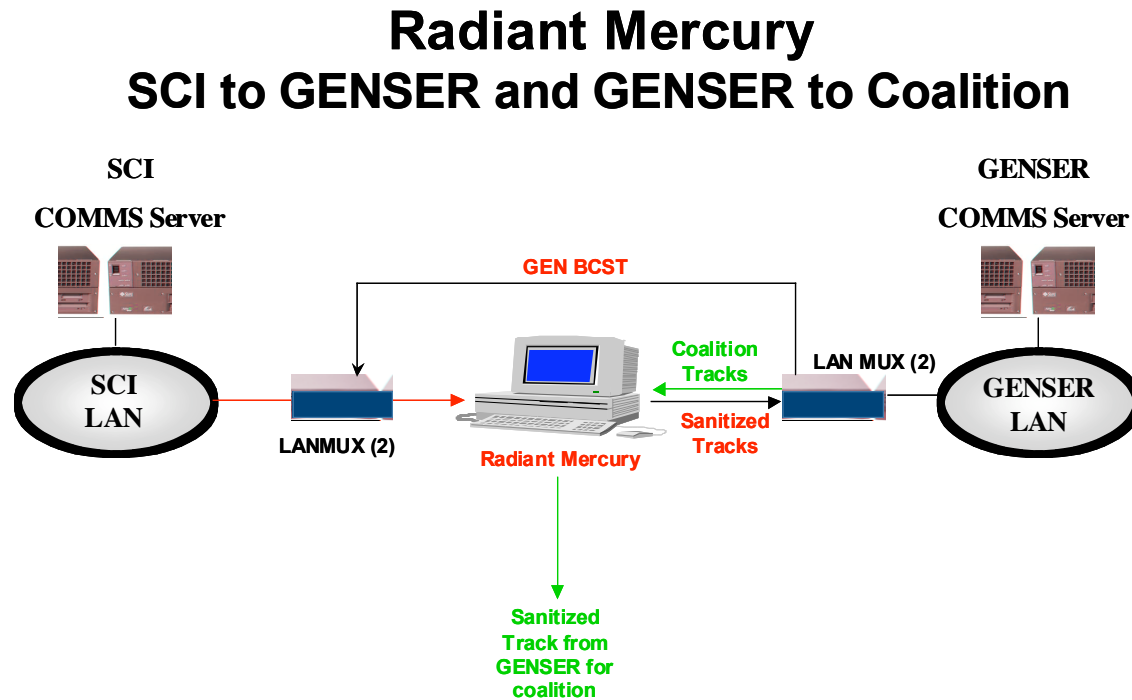 Radiant Mercury
SCI to GENSER and GENSER to Coalition
SCI
COMMS Server
GENSER
COMMS Server
GEN BCST
SCI
LAN
LANMUX (2)
Radiant Mercury
Coalition
Tracks
Sanitized
Tracks
LAN MUX (2)
GENSER
LAN
Sanitized
Track from
GENSER for
coalition